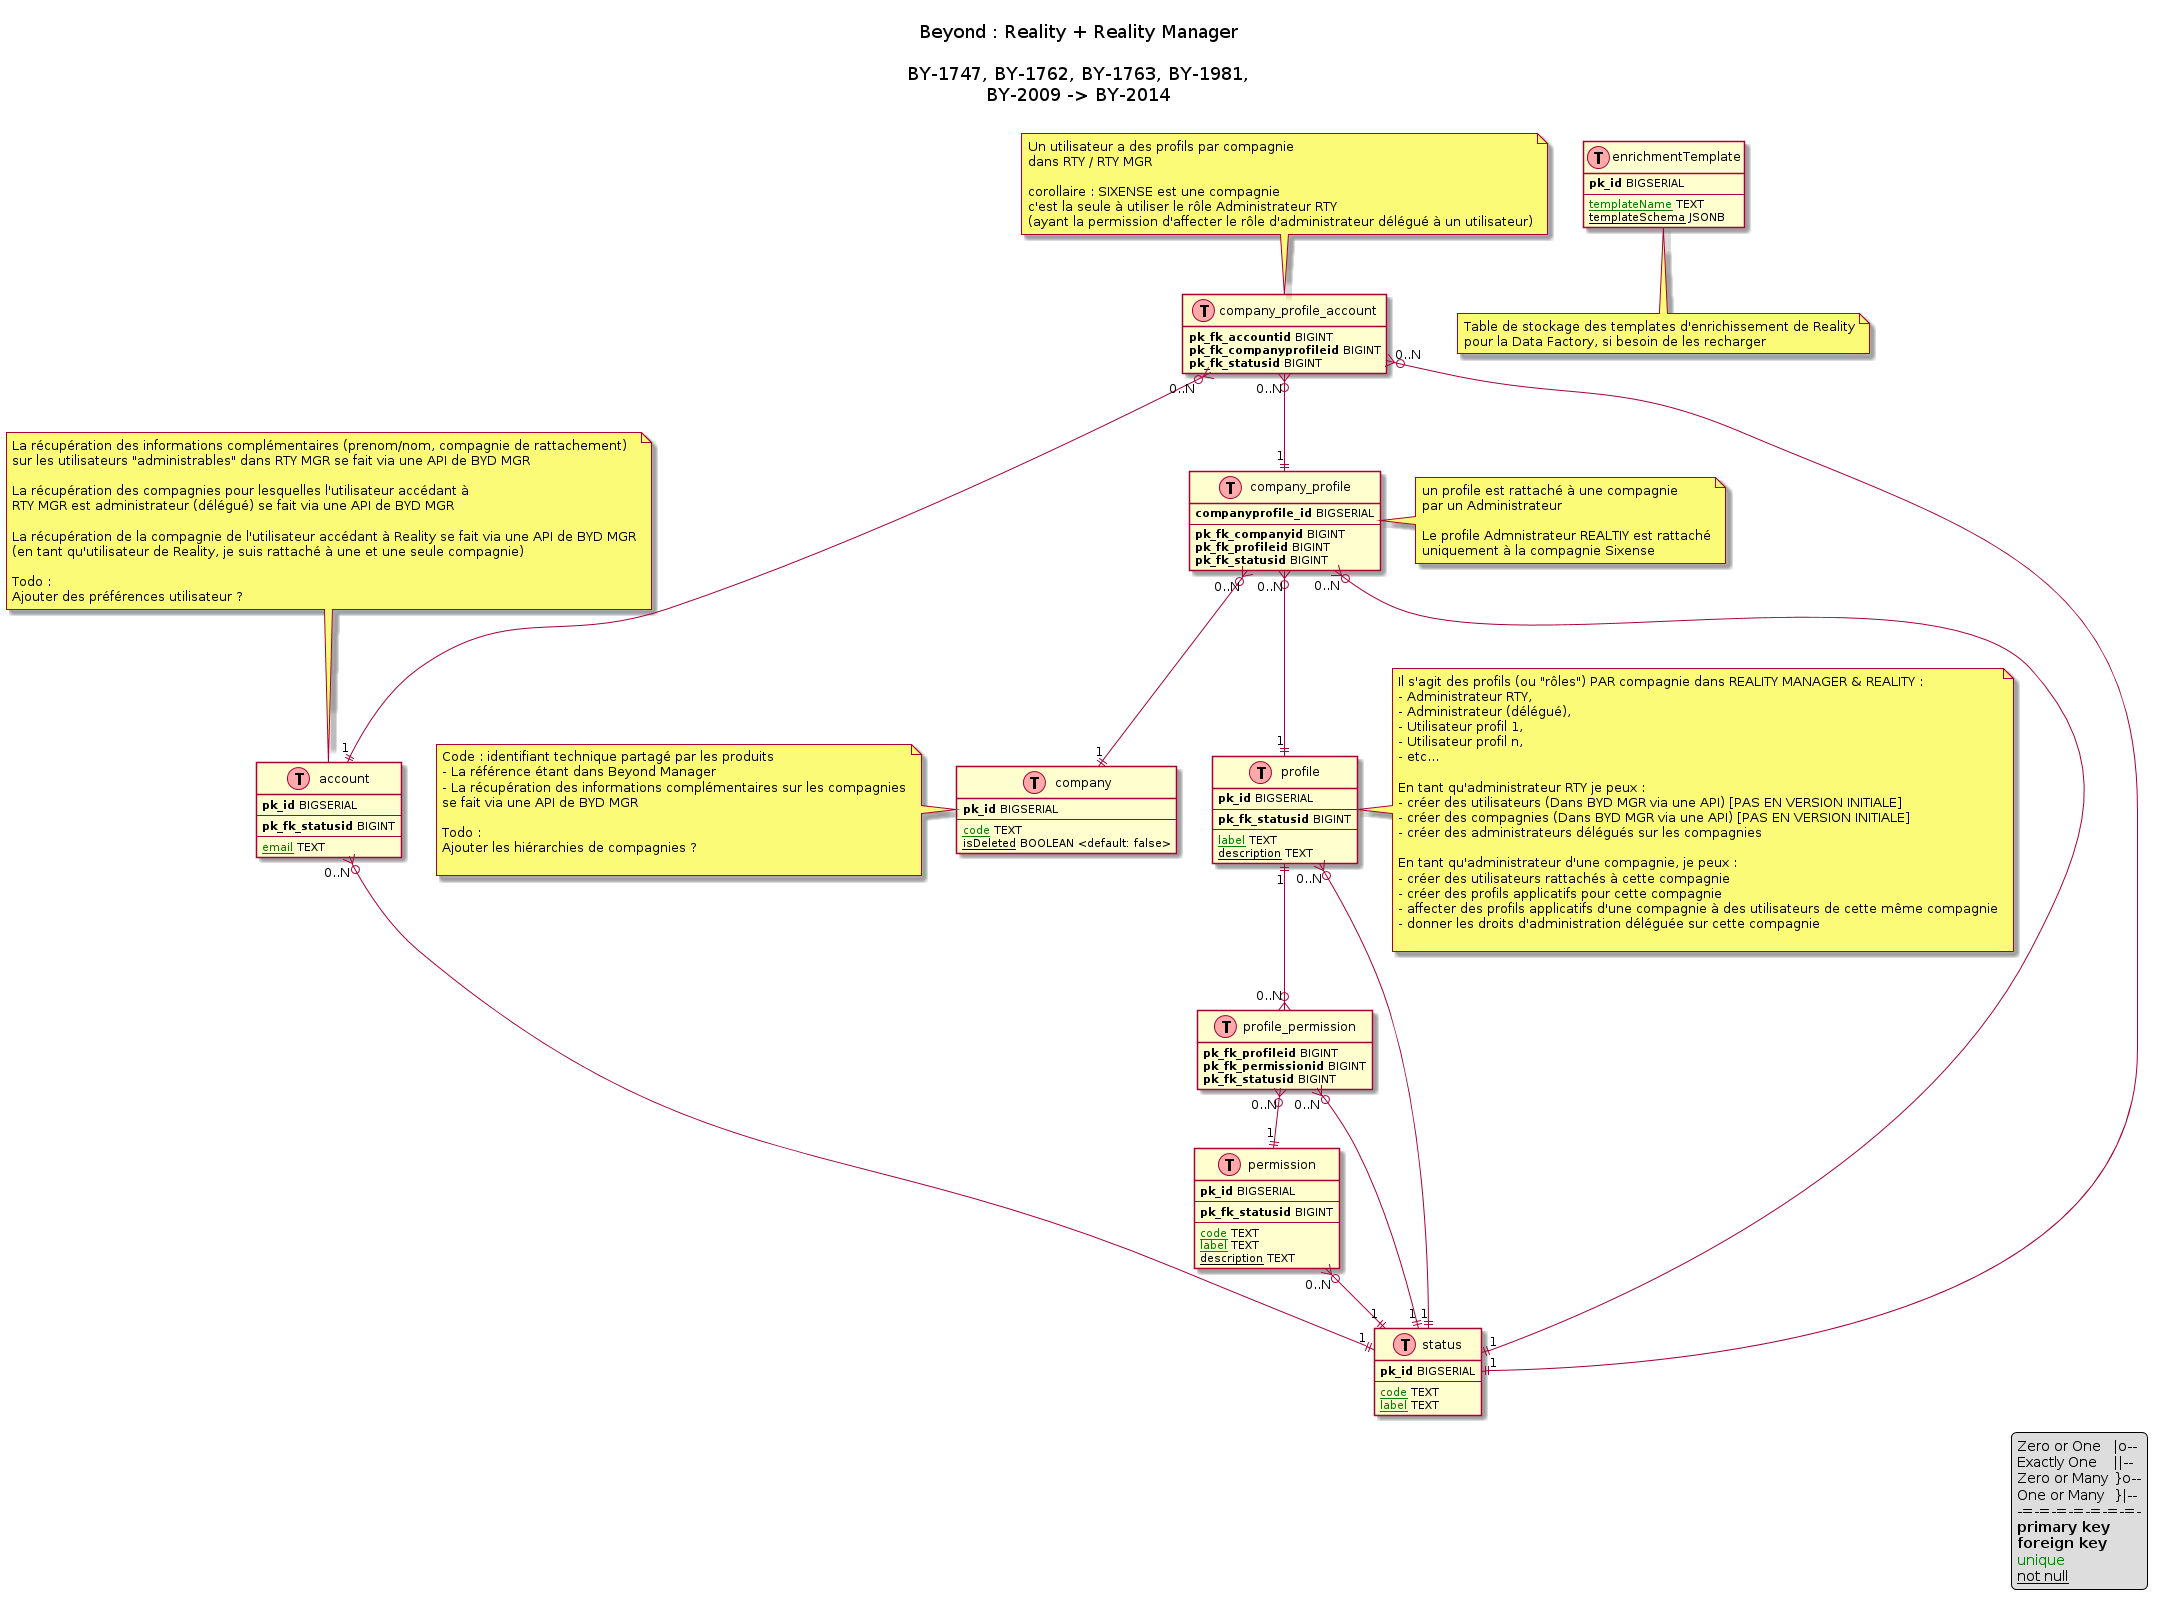 Beyond : Reality + Reality Manager
BY-1747, BY-1762, BY-1763, BY-1981,
BY-2009 -> BY-2014
Un utilisateur a des profils par compagnie
dans RTY / RTY MGR
corollaire : SIXENSE est une compagnie
c'est la seule à utiliser le rôle Administrateur RTY
(ayant la permission d'affecter le rôle d'administrateur délégué à un utilisateur)
T enrichmentTemplate
pk_id BIGSERIAL
templateName TEXT
templateSchema JSONB
Table de stockage des templates d'enrichissement de Reality
pour la Data Factory, si besoin de les recharger
T company_profile_account
pk_fk_accountid BIGINT
pk_fk_companyprofileid BIGINT
pk_fk_statusid BIGINT
0..N
0..N
0..N
La récupération des informations complémentaires (prenom/nom, compagnie de rattachement)
sur les utilisateurs "administrables" dans RTY MGR se fait via une API de BYD MGR
La récupération des compagnies pour lesquelles l'utilisateur accédant à
RTY MGR est administrateur (délégué) se fait via une API de BYD MGR
La récupération de la compagnie de l'utilisateur accédant à Reality se fait via une API de BYD MGR
(en tant qu'utilisateur de Reality, je suis rattaché à une et une seule compagnie)
Todo :
Ajouter des préférences utilisateur ?
1
T company_profile
companyprofile_id BIGSERIAL
pk_fk_companyid BIGINT
pk_fk_profileid BIGINT
pk_fk_statusid BIGINT
0..N
0..N
0..N
un profile est rattaché à une compagnie
par un Administrateur
Le profile Admnistrateur REALTIY est rattaché
uniquement à la compagnie Sixense
Il s'agit des profils (ou "rôles") PAR compagnie dans REALITY MANAGER & REALITY :
- Administrateur RTY,
- Administrateur (délégué),
- Utilisateur profil 1,
- Utilisateur profil n,
- etc...
En tant qu'administrateur RTY je peux :
- créer des utilisateurs (Dans BYD MGR via une API) [PAS EN VERSION INITIALE]
- créer des compagnies (Dans BYD MGR via une API) [PAS EN VERSION INITIALE]
- créer des administrateurs délégués sur les compagnies
En tant qu'administrateur d'une compagnie, je peux :
- créer des utilisateurs rattachés à cette compagnie
- créer des profils applicatifs pour cette compagnie
- affecter des profils applicatifs d'une compagnie à des utilisateurs de cette même compagnie
- donner les droits d'administration déléguée sur cette compagnie
1
T account
pk_id BIGSERIAL
pk_fk_statusid BIGINT
email TEXT
0..N
Code : identifiant technique partagé par les produits
- La référence étant dans Beyond Manager
- La récupération des informations complémentaires sur les compagnies
se fait via une API de BYD MGR
Todo :
Ajouter les hiérarchies de compagnies ?
1
T company
pk_id BIGSERIAL
code TEXT
isDeleted BOOLEAN <default: false>
1
T profile
pk_id BIGSERIAL
pk_fk_statusid BIGINT
label TEXT
description TEXT
1
0..N
0..N
T profile_permission
pk_fk_profileid BIGINT
pk_fk_permissionid BIGINT
pk_fk_statusid BIGINT
0..N
0..N
1
T permission
pk_id BIGSERIAL
pk_fk_statusid BIGINT
code TEXT
label TEXT
description TEXT
0..N
1
1
1
1
1
1
T status
pk_id BIGSERIAL
code TEXT
label TEXT
Zero or One |o--
Exactly One ||--
Zero or Many }o--
One or Many }|--
-=-=-=-=-=-=-=-
primary key
foreign key
unique
not null